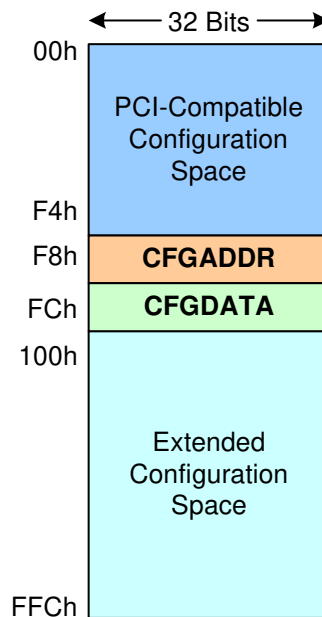 32 Bits
00h
PCI-Compatible
Configuration
Space
F4h
F8h
CFGADDR
FCh
CFGDATA
100h
Extended
Configuration
Space
FFCh